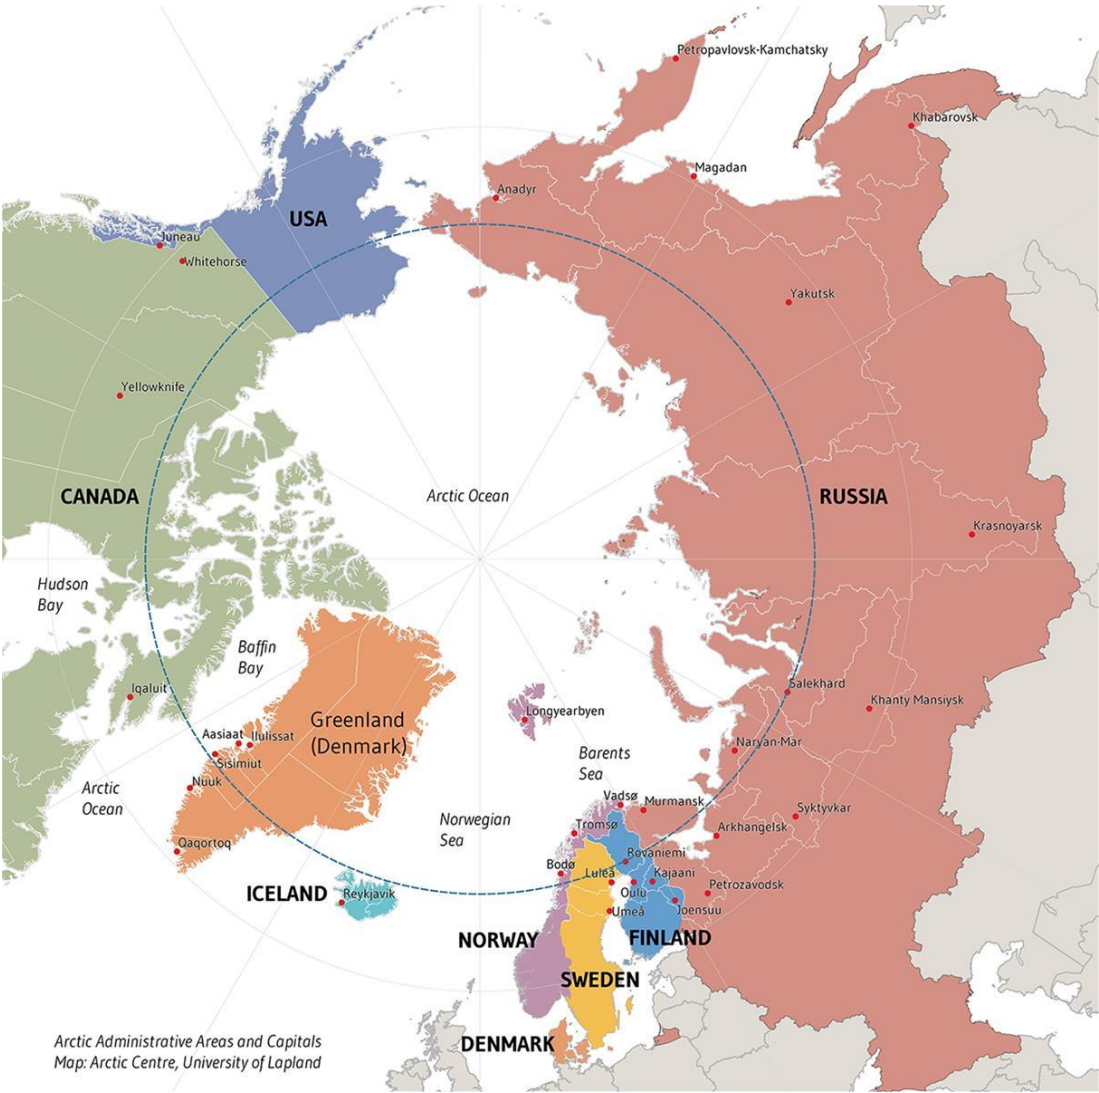 Petropavlovsk-Kamchatsky
Khabarovsk
Magadan
Anadyr
USA
Juneau
Whitehorse
Yakutsk
Yellowknife
CANADA
Arctic Ocean
RUSSIA
Krasnoyarsk
Hudson
Bay
Baffin
Bay
Iqaluit
Salekhard
Khanty Mansiysk
Longyearbyen
Greenland
(Denmark)
Aasiaat
Ilulissat
Sisimiut
Naryan-Mar
Barents
Sea
Nuuk
Arctic
Ocean
Vadsø
Murmansk
Syktyvkar
Norwegian
Sea
Tromsø
Arkhangelsk
Qaqortoq
Rovaniemi
Bodø
Luleå
Kajaani
Oulu
Petrozavodsk
ICELAND
Reykjavik
Umeå
Joensuu
NORWAY
FINLAND
SWEDEN
DENMARK
Arctic Administrative Areas and Capitals
Map: Arctic Centre, University of Lapland